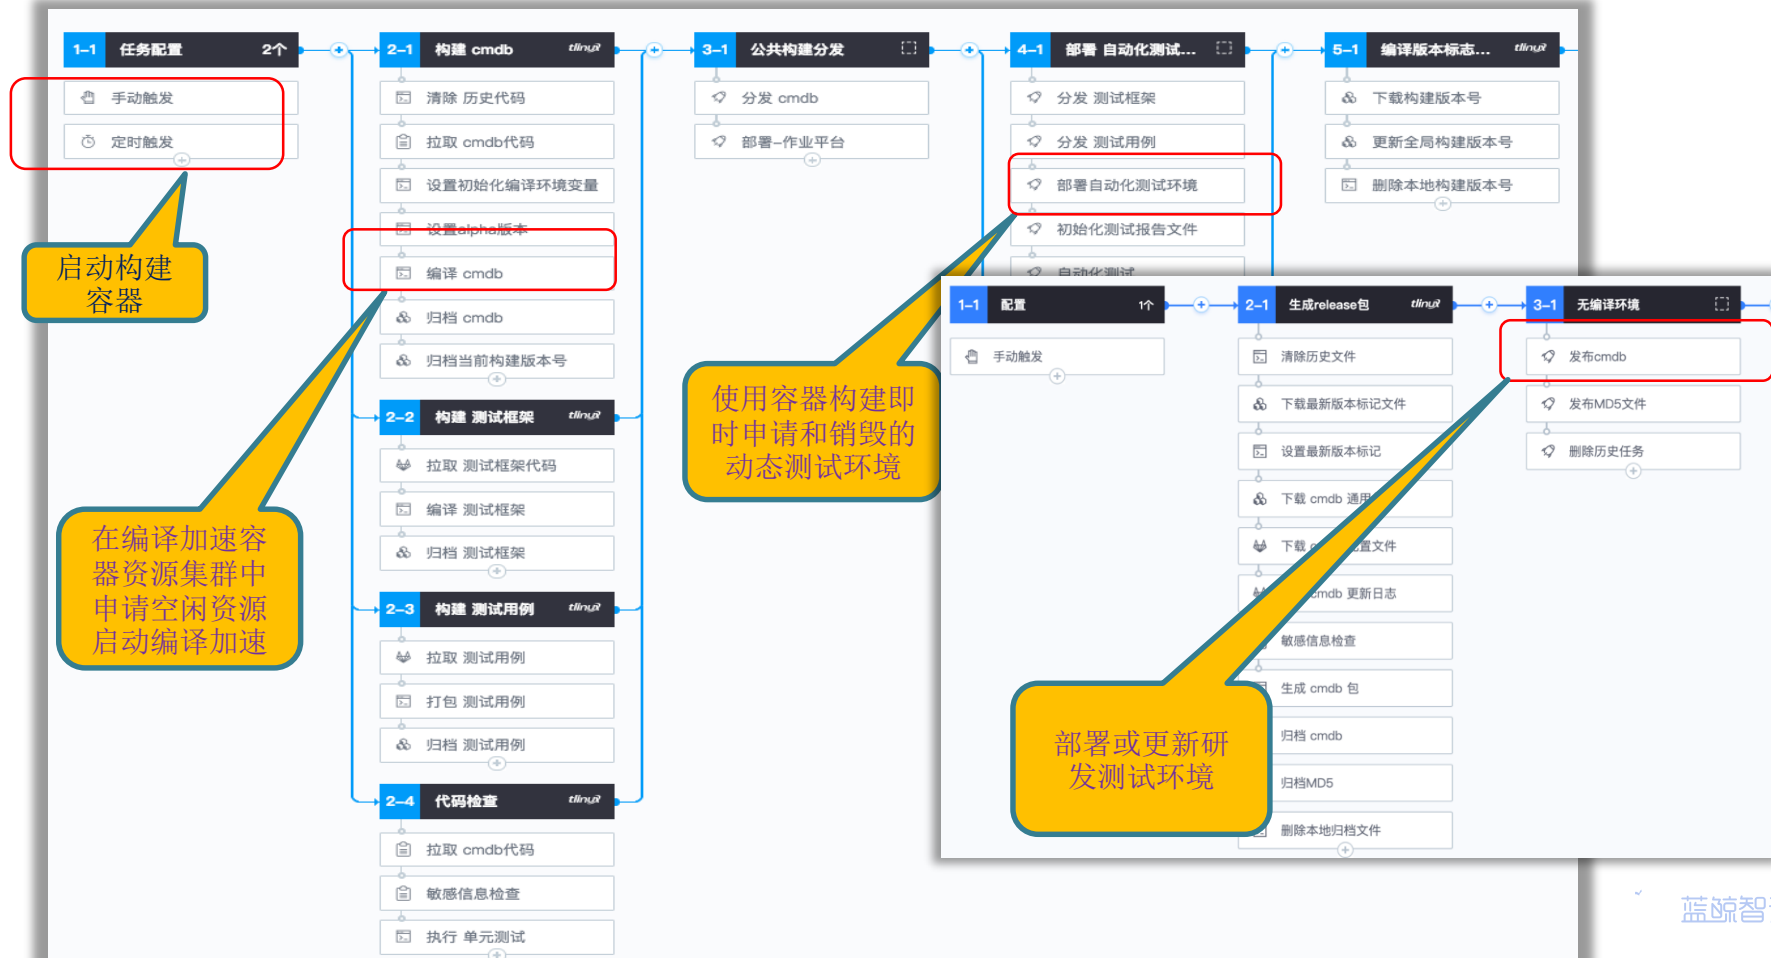 1-1 任务配置 2个
手动触发
定时触发
启动构建
容器
2-1 构建 cmdb
清除 历史代码
拉取 cmdb代码
设置初始化编译环境变量
设置alpha版本
编译 cmdb
归档 cmdb
归档当前构建版本号
2-2 构建 测试框架
拉取 测试框架代码
编译 测试框架
归档 测试框架
2-3 构建 测试用例
拉取 测试用例
打包 测试用例
归档 测试用例
2-4 代码检查
拉取 cmdb代码
敏感信息检查
执行 单元测试
在编译加速容
器资源集群中
申请空闲资源
启动编译加速
3-1 公共构建分发
分发 cmdb
部署-作业平台
4-1 部署 自动化测试...
分发 测试框架
分发 测试用例
部署自动化测试环境
初始化测试报告文件
自动化测试
使用容器构建即
时申请和销毁的
动态测试环境
5-1 编译版本标志...
下载构建版本号
更新全局构建版本号
删除本地构建版本号
1-1 配置 1个
手动触发
2-1 生成release包
清除历史文件
下载最新版本标记文件
设置最新版本标记
下载 cmdb 通用
下载 置文件
cmdb 更新日志
敏感信息检查
生成 cmdb 包
归档 cmdb
归档MD5
删除本地归档文件
3-1 无编译环境
发布cmdb
发布MD5文件
删除历史任务
部署或更新研
发测试环境
蓝鲸智